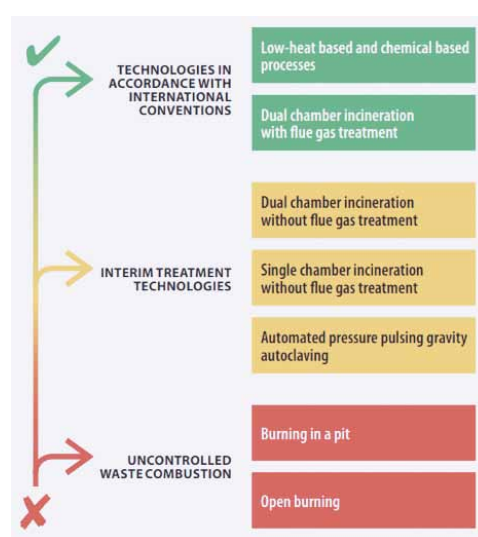 TECHNOLOGIES IN
ACCORDANCE WITH
INTERNATIONAL
CONVENTIONS
Low-heat based and chemical based
processes
Dual chamber incineration
with flue gas treatment
INTERIM TREATMENT
TECHNOLOGIES
Dual chamber incineration
without flue gas treatment
Single chamber incineration
without flue gas treatment
Automated pressure pulsing gravity
autoclaving
UNCONTROLLED
WASTE COMBUSTION
Burning in a pit
Open burning